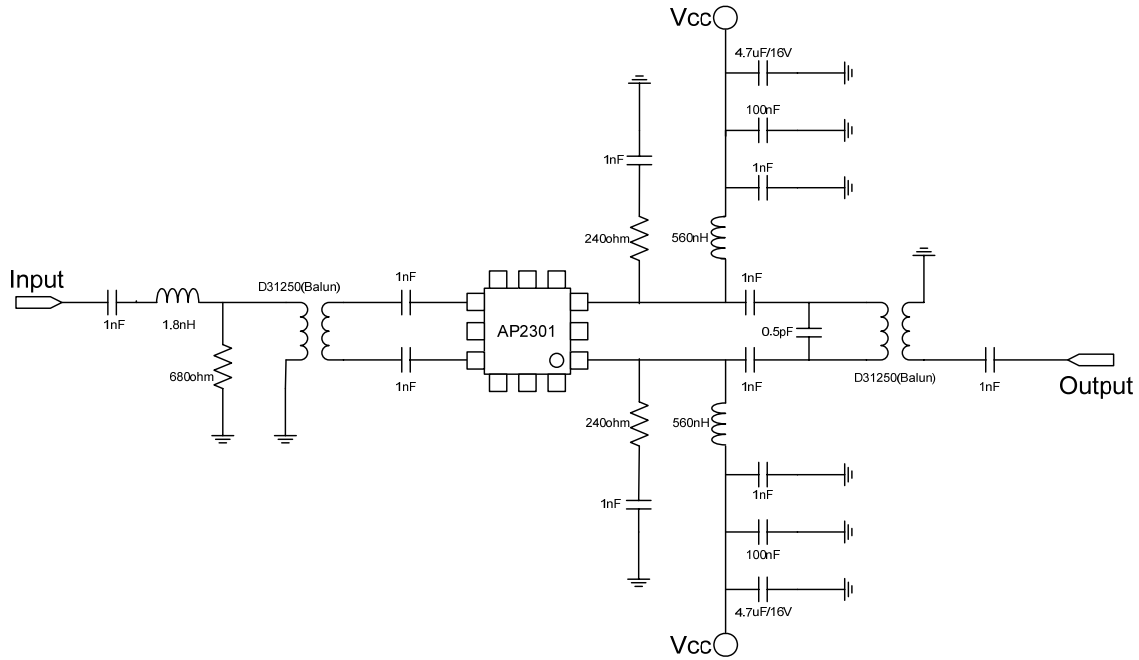 Vcc
4.7uF/16V
100nF
1nF
1nF
240ohm
560nH
Input
1nF
1.8nH
D31250(Balun)
1nF
1nF
680ohm
AP2301
1nF
0.5pF
1nF
D31250(Balun)
1nF
Output
240ohm
560nH
1nF
1nF
100nF
4.7uF/16V
Vcc